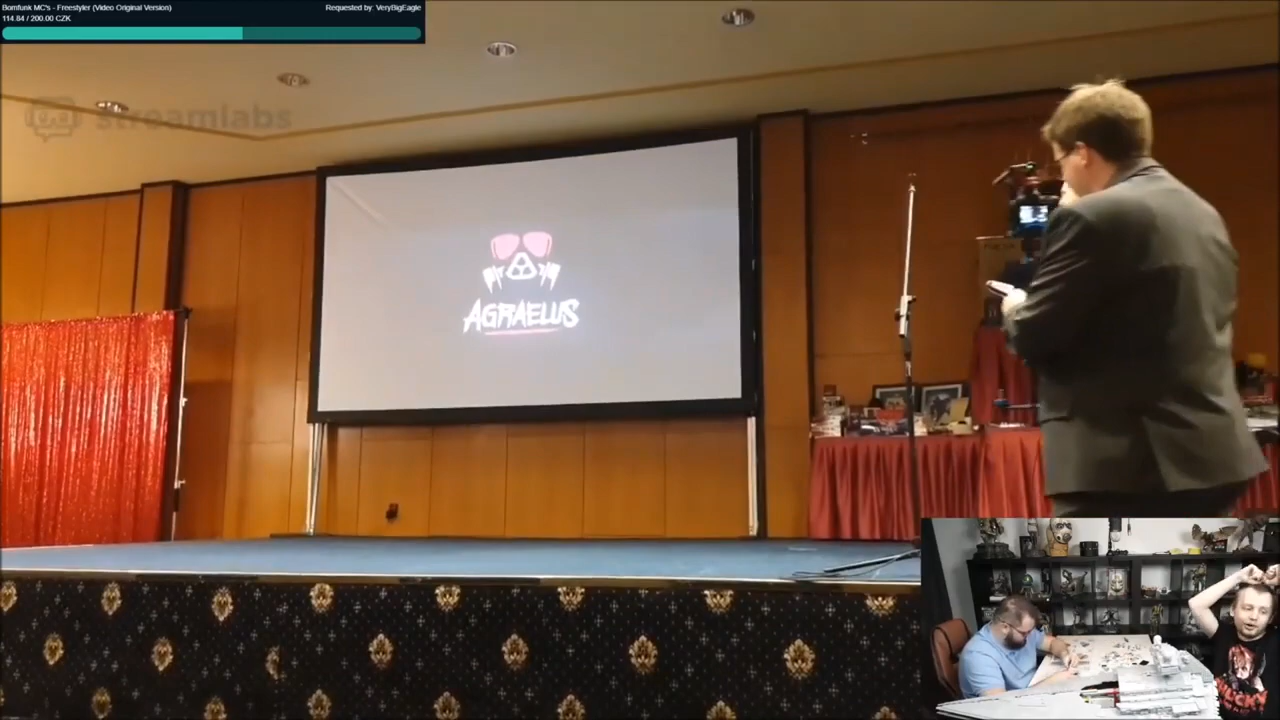 Bomfunk MC's - Freestyler (Video Original Version)
Requested by: VeryBigEagle
114.84 / 200.00 CZK
streamlabs
AGRAELUS